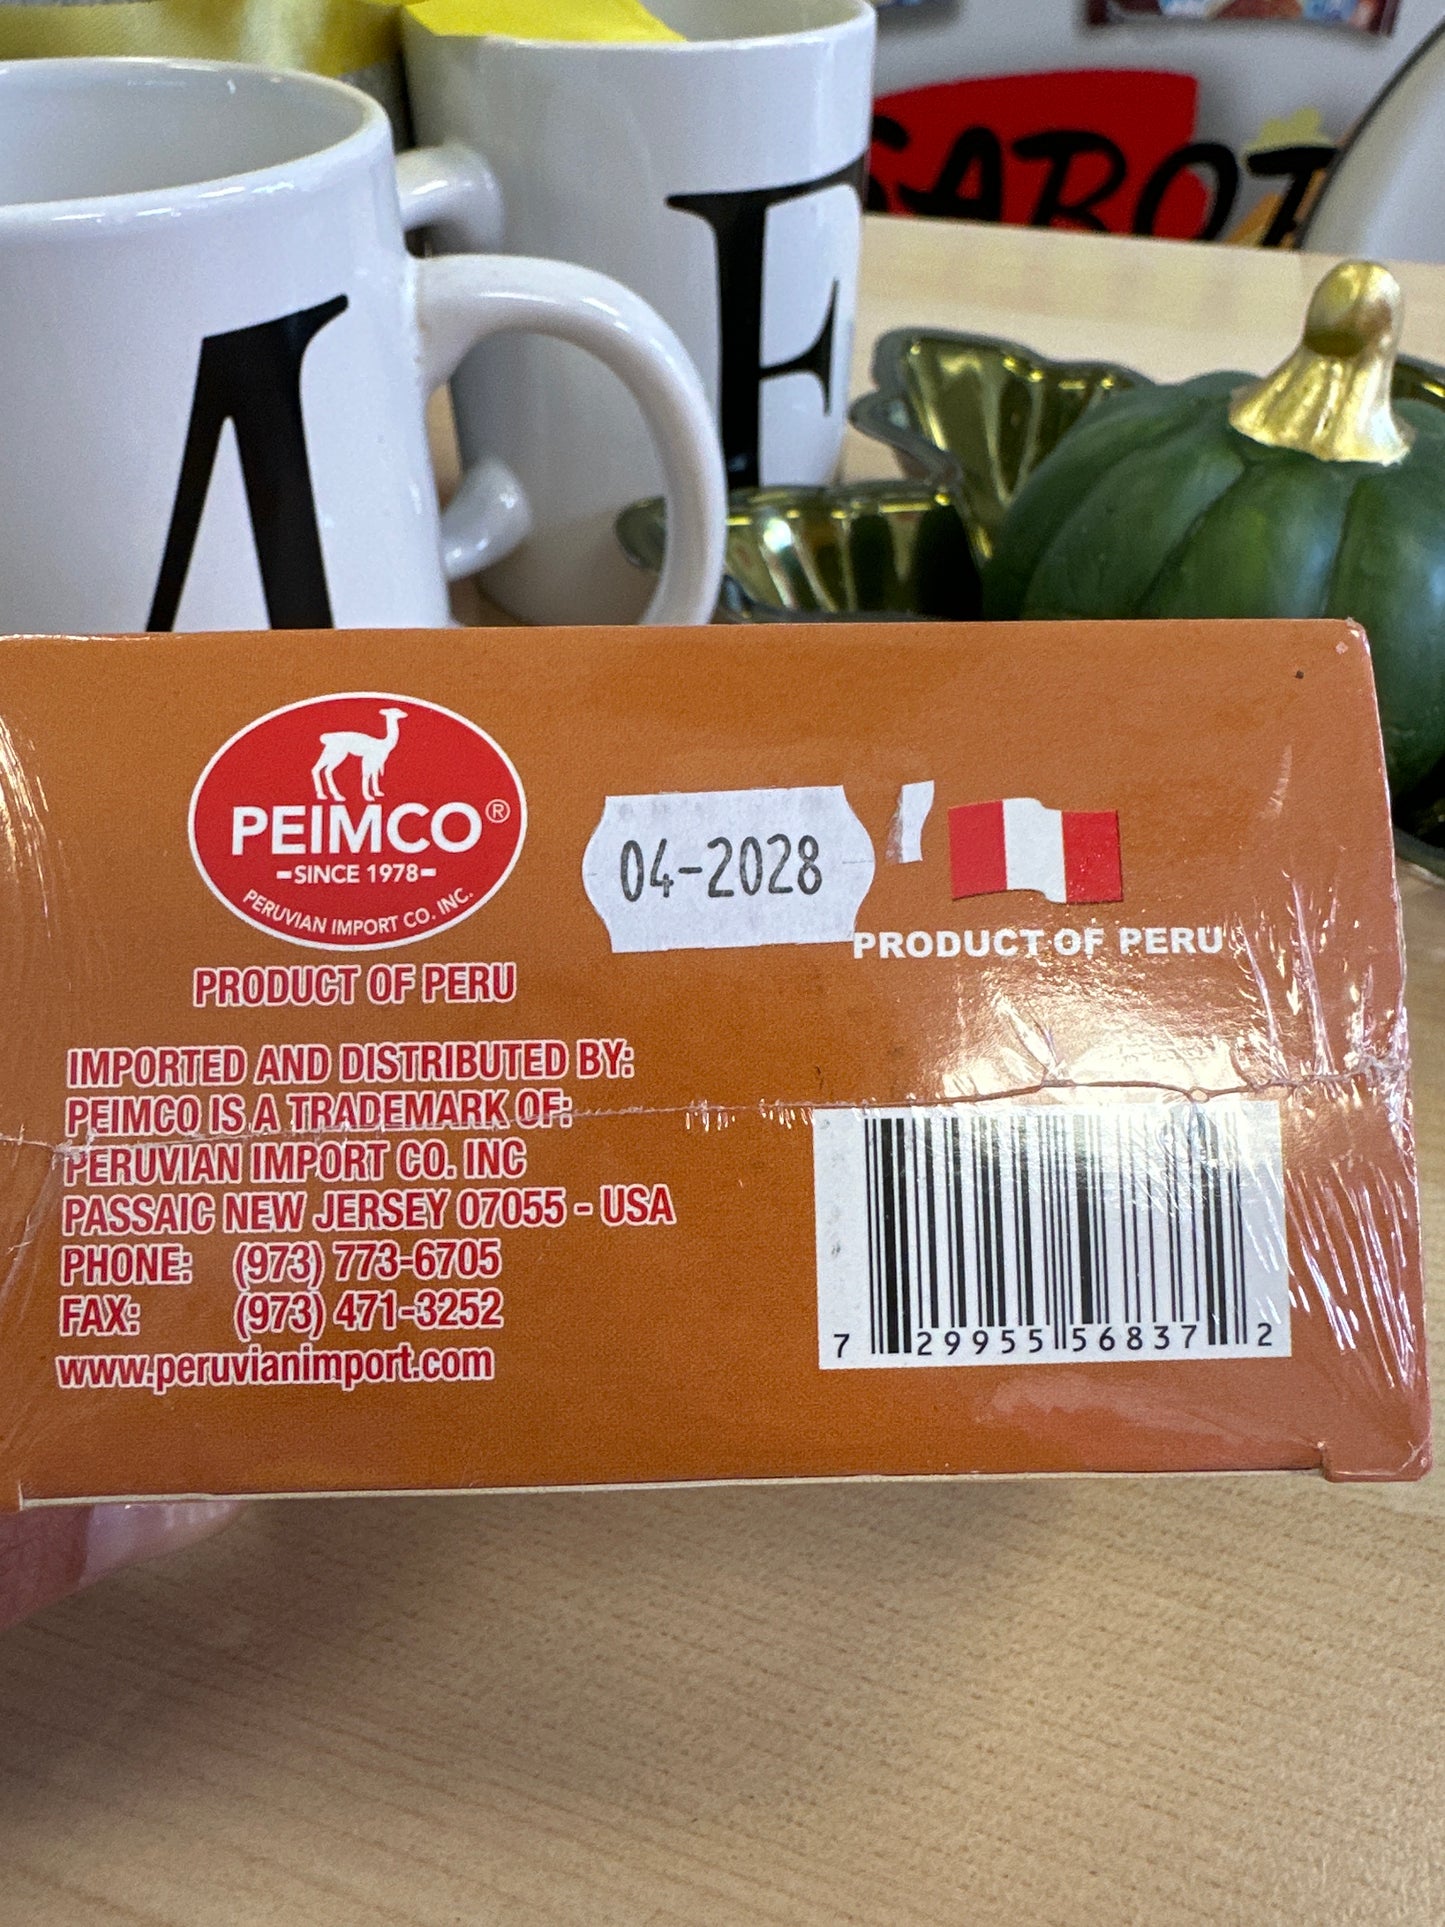 A
E
SABOT
PEIMCO®
-SINCE 1978-
PERUVIAN IMPORT CO. INC.
PRODUCT OF PERU
04-2028
PRODUCT OF PERU
IMPORTED AND DISTRIBUTED BY:
PEIMCO IS A TRADEMARK OF:
PERUVIAN IMPORT CO. INC
PASSAIC NEW JERSEY 07055 - USA
PHONE: (973) 773-6705
FAX: (973) 471-3252
www.peruvianimport.com
7 29955 56837 2